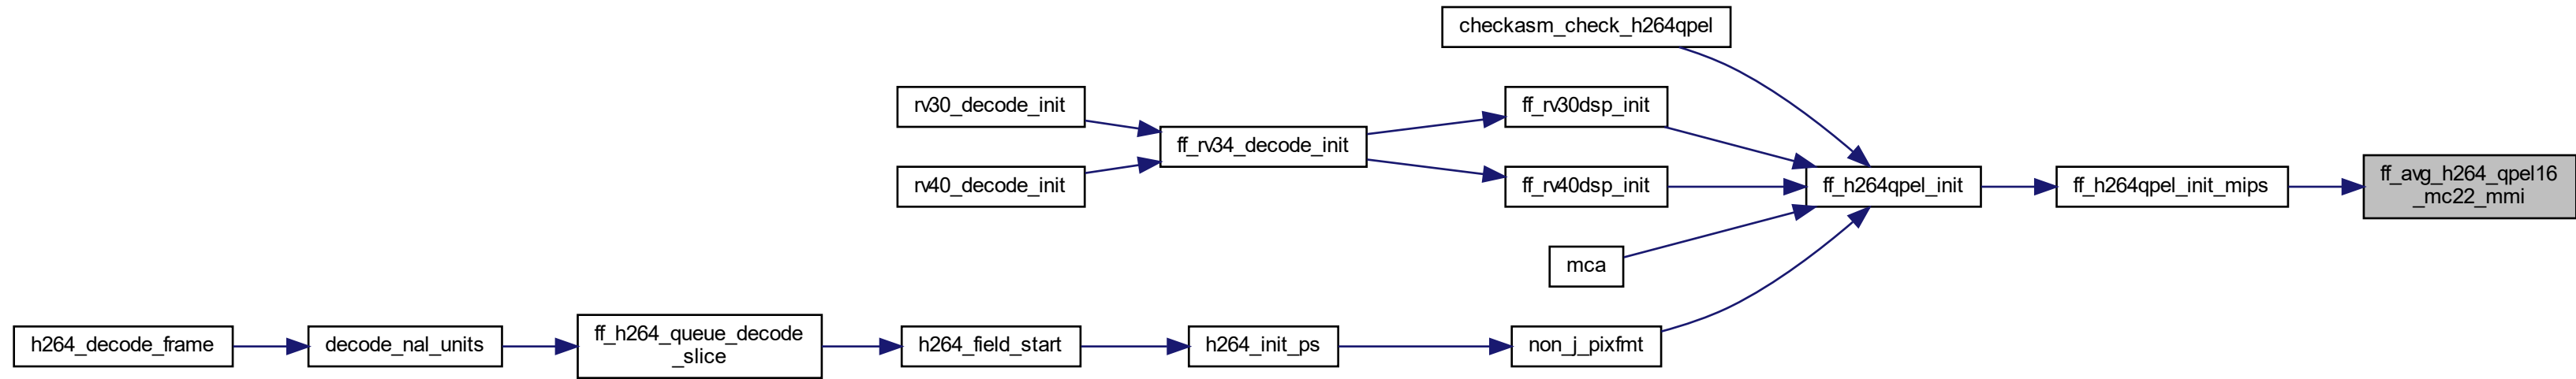 checkasm_check_h264qpel
rv30_decode_init
ff_rv30dsp_init
ff_rv34_decode_init
ff_avg_h264_qpel16
_mc22_mmi
rv40_decode_init
ff_rv40dsp_init
ff_h264qpel_init
ff_h264qpel_init_mips
mca
h264_decode_frame
decode_nal_units
ff_h264_queue_decode
_slice
h264_field_start
h264_init_ps
non_j_pixfmt